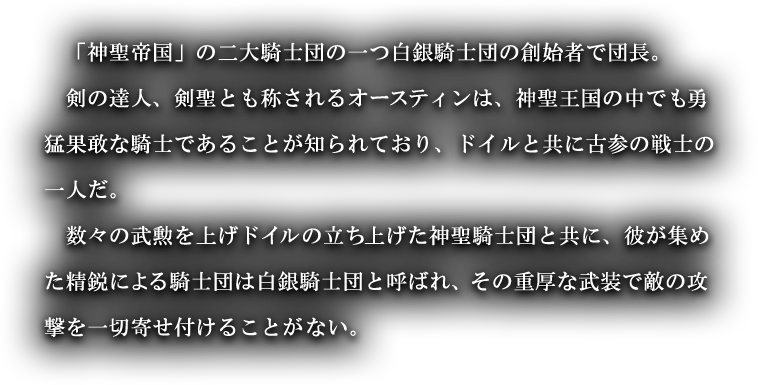 「神聖帝国」の二大騎士団の一つ白銀騎士団の創始者で団長。
剣の達人、剣聖とも称されるオースティンは、神聖王国の中でも勇
猛果敢な騎士であることが知られており、ドイルと共に古参の戦士の
一人だ。
数々の武勲を上げドイルの立ち上げた神聖騎士団と共に、彼が集め
た精鋭による騎士団は白銀騎士団と呼ばれ、その重厚な武装で敵の攻
撃を一切寄せ付けることがない。